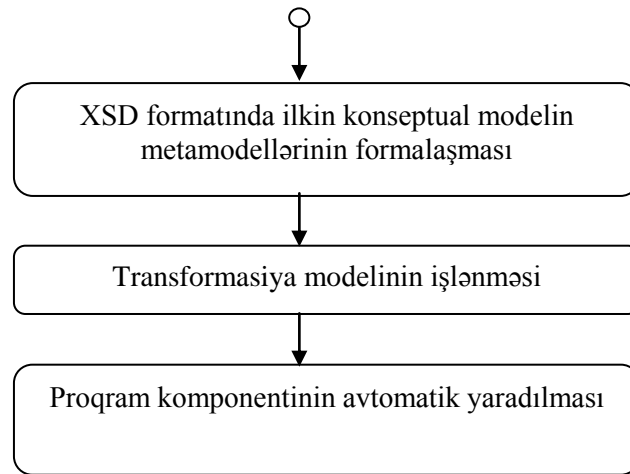 XSD formatında ilkin konseptual modelin
metamodellərinin formalaşması
Transformasiya modelinin işlənməsi
Proqram komponentinin avtomatik yaradılması